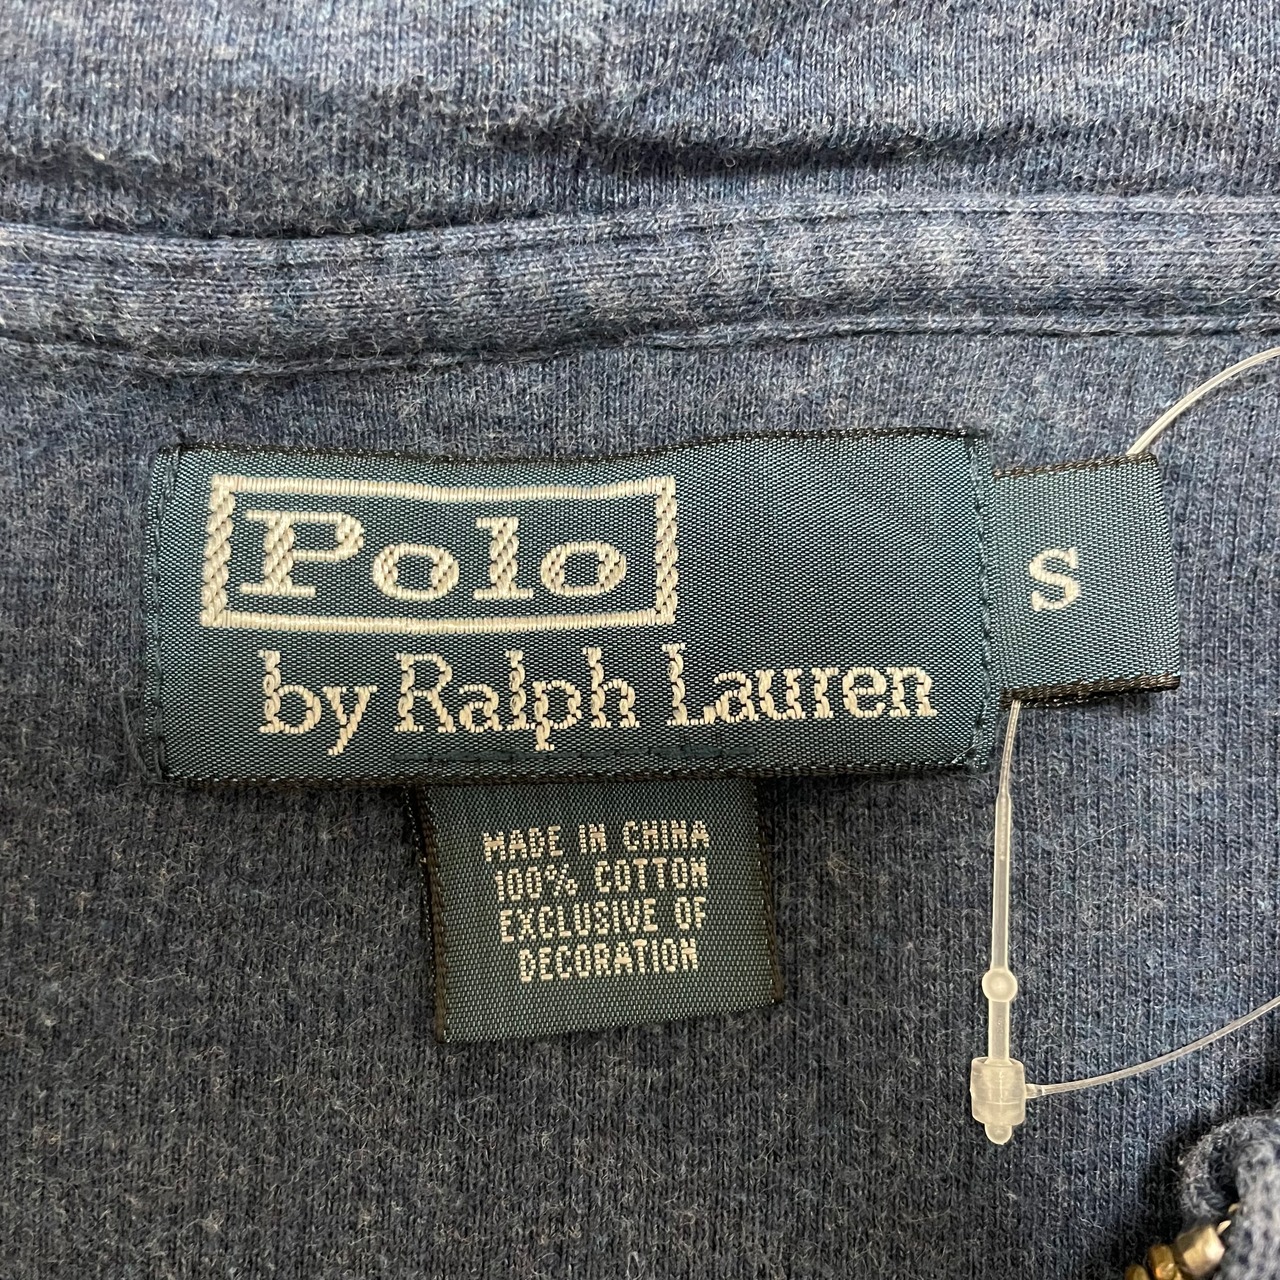 Polo
by Ralph Lauren
S
MADE IN CHINA
100% COTTON
EXCLUSIVE OF
DECORATION